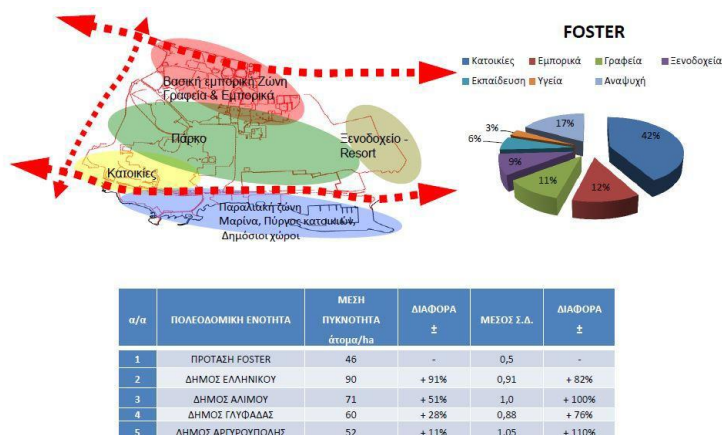 Βασική εμπορική Ζώνη
Γραφεία & Εμπορικά
Πάρκο
Ξενοδοχείο -
Resort
Κατοικίες
Παραλιακή ζώνη
Μαρίνα, Πύργος κατοικιών,
Δημόσιοι χώροι
FOSTER
Κατοικίες Εμπορικά Γραφεία Ξενοδοχεία
Εκπαίδευση Υγεία Αναψυχή
42%
12%
11%
9%
6%
3%
17%
α/α ΠΟΛΕΟΔΟΜΙΚΗ ΕΝΟΤΗΤΑ ΜΕΣΗ ΠΥΚΝΟΤΗΤΑ άτομα/ha ΔΙΑΦΟΡΑ ± ΜΕΣΟΣ Σ.Δ. ΔΙΑΦΟΡΑ ±
1 ΠΡΟΤΑΣΗ FOSTER 46 - 0,5 -
2 ΔΗΜΟΣ ΕΛΛΗΝΙΚΟΥ 90 + 91% 0,91 + 82%
3 ΔΗΜΟΣ ΑΛΙΜΟΥ 71 + 51% 1,0 + 100%
4 ΔΗΜΟΣ ΓΛΥΦΑΔΑΣ 60 + 28% 0,88 + 76%
5 ΔΗΜΟΣ ΑΡΓΥΡΟΥΠΟΛΗΣ 52 + 11% 1,05 + 110%